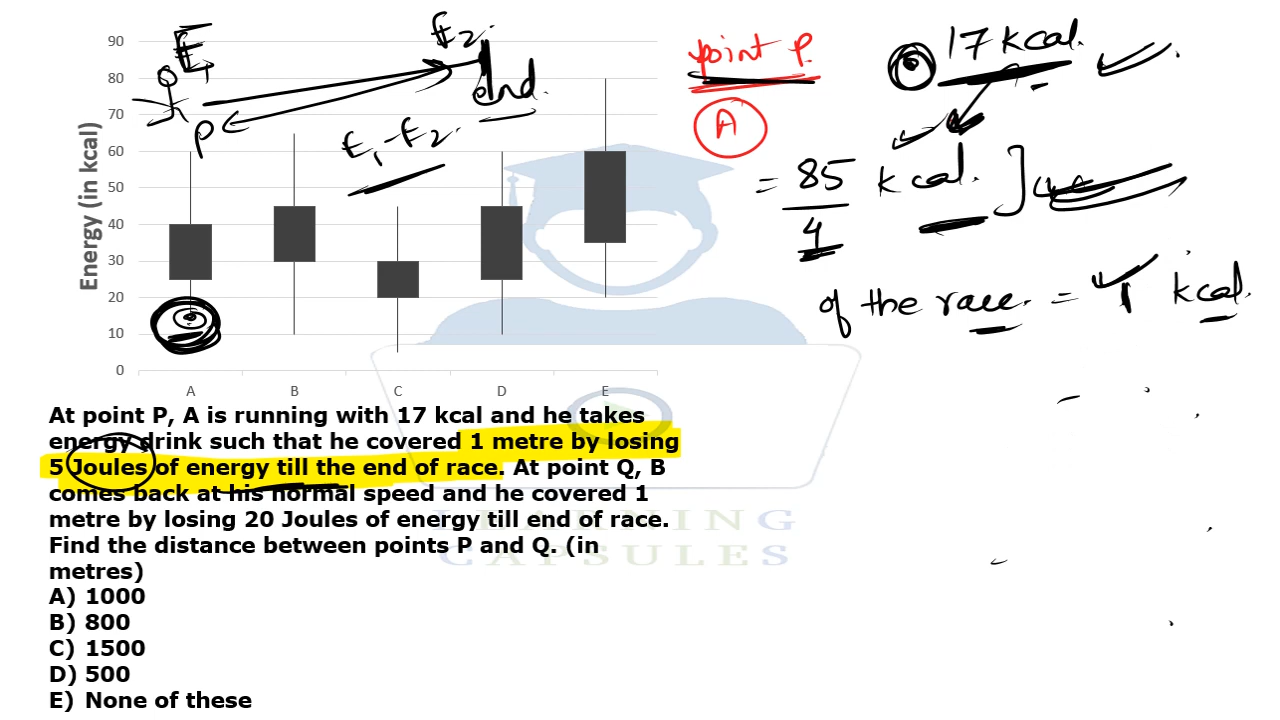 90
80
70
60
50
40
30
20
10
0
Energy (in kcal)
A B C D E
E1
E2.
P
End.
E1 - E2.
point P.
A
17 kcal.
= 85/4 kcal.
of the race. = 1 kcal.
At point P, A is running with 17 kcal and he takes
energy drink such that he covered 1 metre by losing
5 Joules of energy till the end of race. At point Q, B
comes back at his normal speed and he covered 1
metre by losing 20 Joules of energy till end of race.
Find the distance between points P and Q. (in
metres)
A) 1000
B) 800
C) 1500
D) 500
E) None of these
LEARNING
CAPSULES